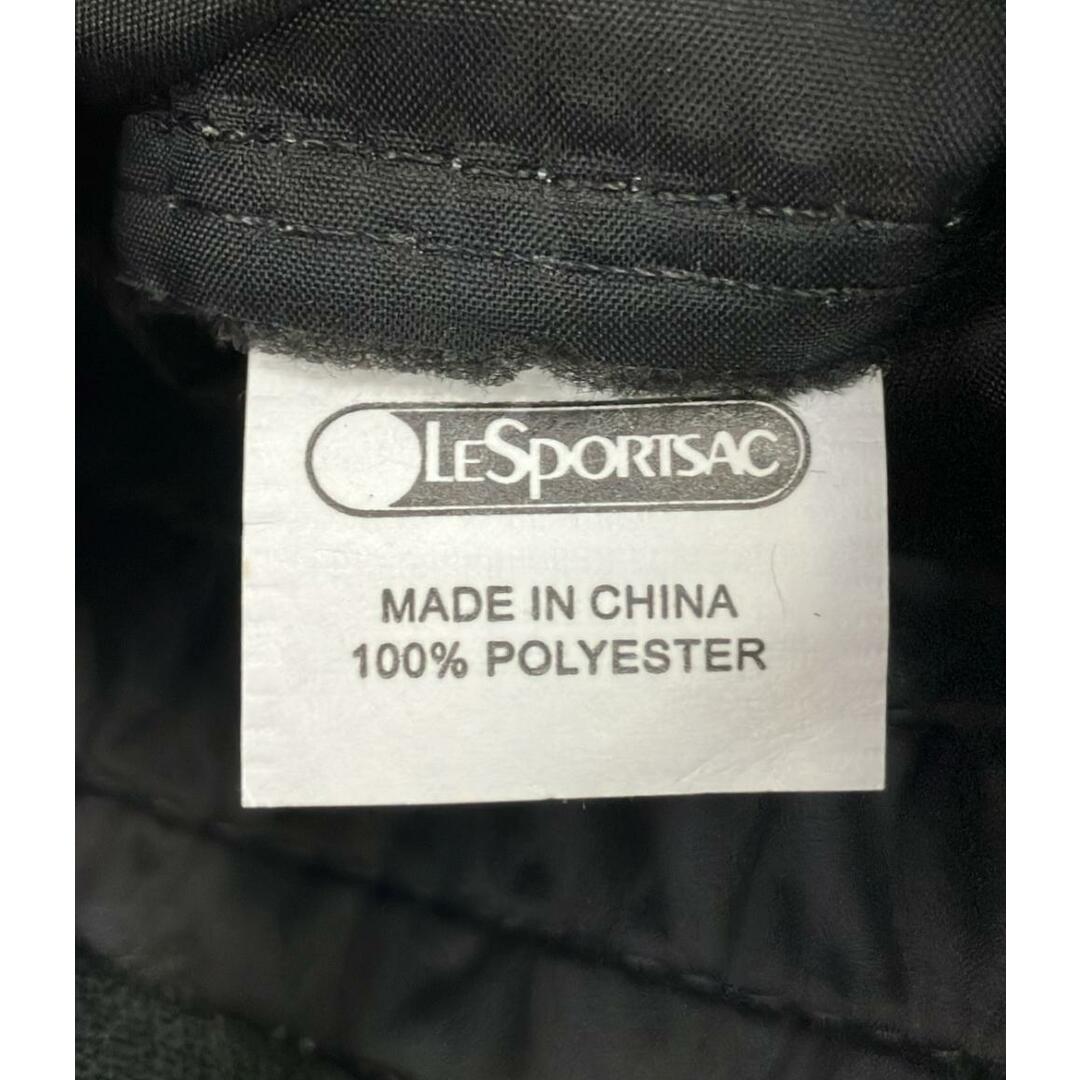 LESPORTSAC
MADE IN CHINA
100% POLYESTER